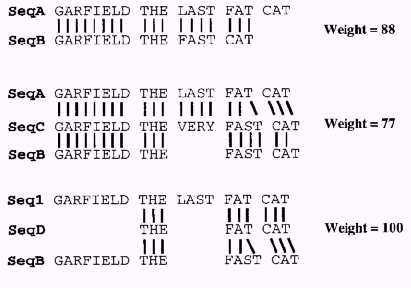 SeqA GARFIELD THE LAST FAT CAT
SeqB GARFIELD THE FAST CAT
Weight = 88
SeqA GARFIELD THE LAST FAT CAT
SeqC GARFIELD THE VERY FAST CAT
SeqB GARFIELD THE FAST CAT
Weight = 77
Seq1 GARFIELD THE LAST FAT CAT
SeqD THE FAT CAT
SeqB GARFIELD THE FAST CAT
Weight = 100